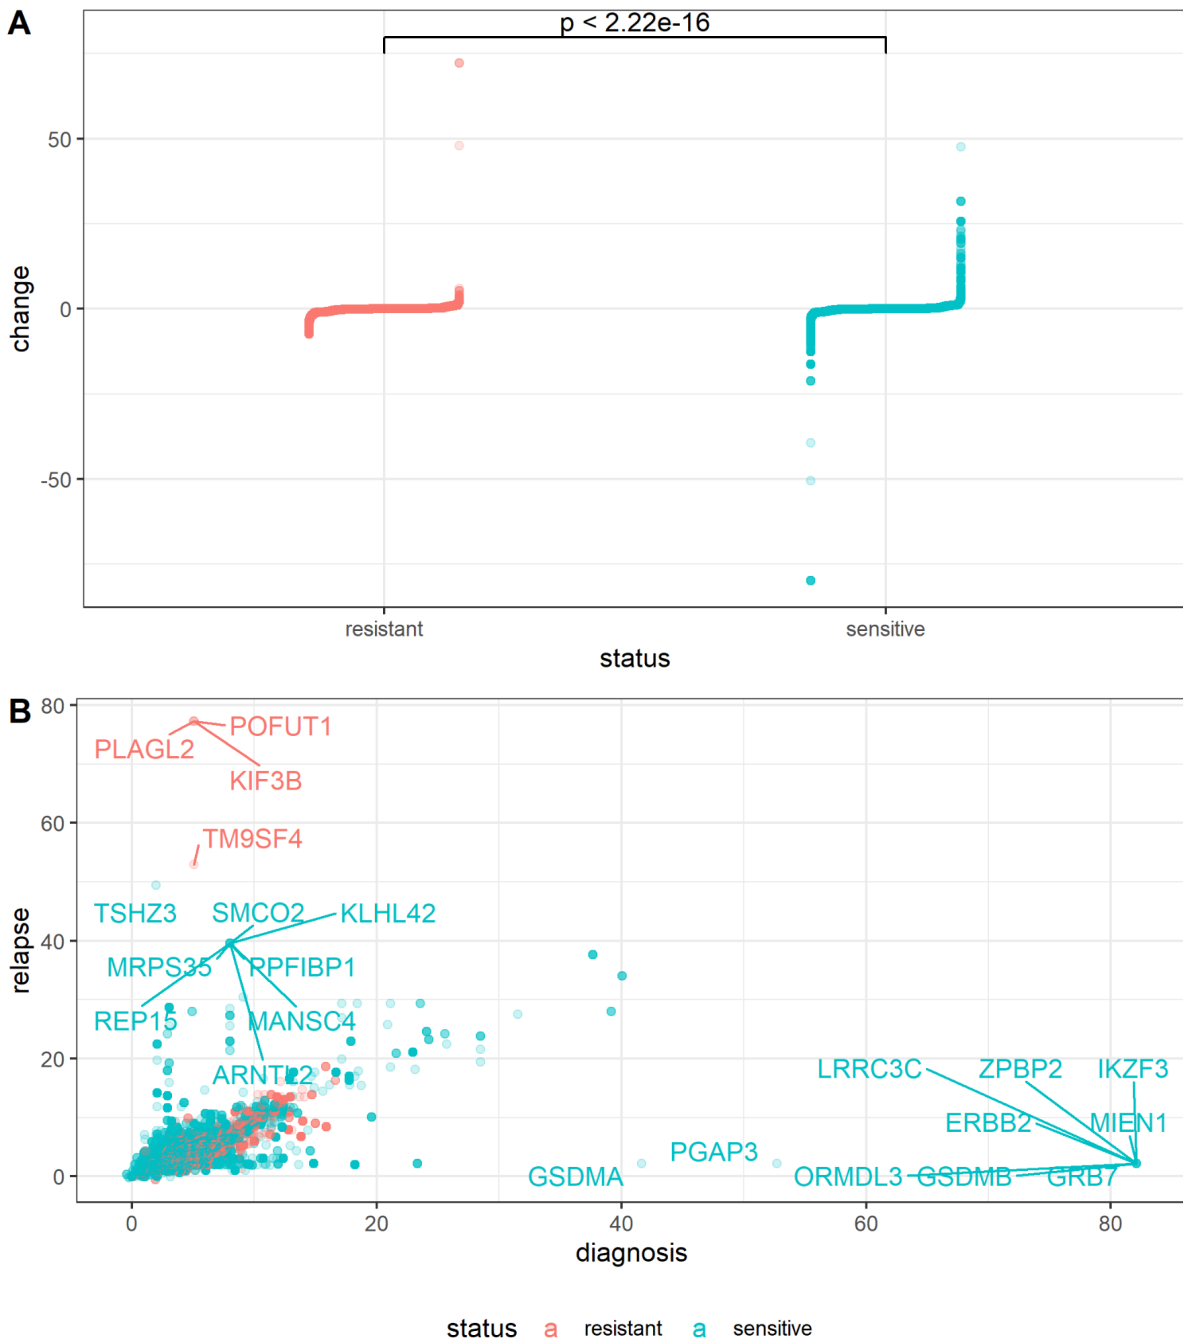 A
p < 2.22e-16
change
50
0
-50
resistant
sensitive
status
B
relapse
80
60
40
20
0
POFUT1
PLAGL2
KIF3B
TM9SF4
TSHZ3
SMCO2
KLHL42
MRPS35
PPFIBP1
REP15
MANSC4
ARNTL2
LRRC3C
ZPBP2
IKZF3
ERBB2
MIEN1
PGAP3
GSDMA
ORMDL3
GSDMB
GRB7
0
20
40
60
80
diagnosis
status a resistant a sensitive